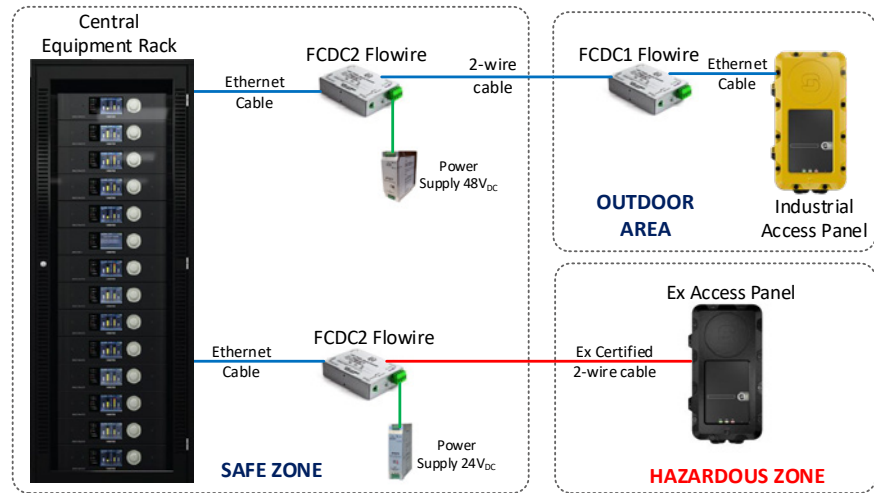 Central
Equipment Rack
FCDC2 Flowire
2-wire
cable
FCDC1 Flowire
Ethernet
Cable
Ethernet
Cable
Power
Supply 48VDC
OUTDOOR
AREA
Industrial
Access Panel
Ex Access Panel
FCDC2 Flowire
Ethernet
Cable
Ex Certified
2-wire cable
Power
Supply 24VDC
SAFE ZONE
HAZARDOUS ZONE